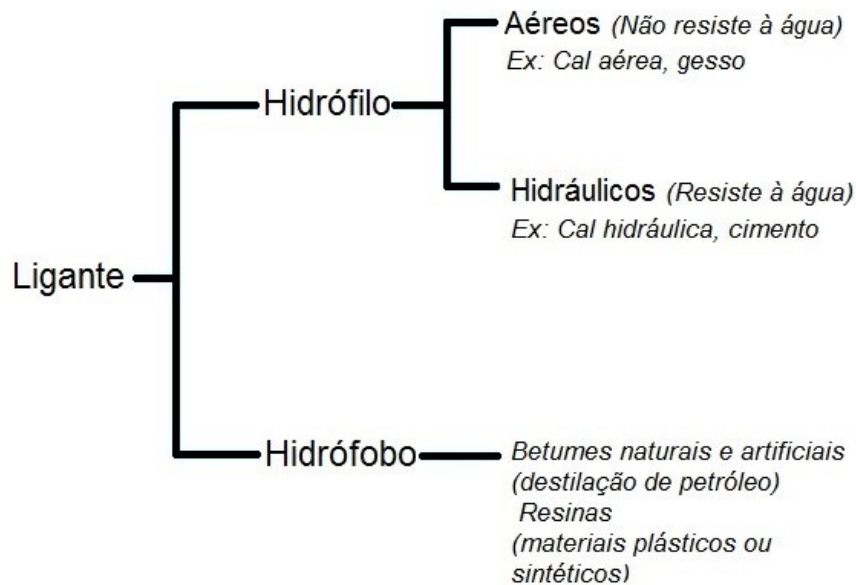 Aéreos (Não resiste à água)
Ex: Cal aérea, gesso
Hidrófilo
Hidráulicos (Resiste à água)
Ex: Cal hidráulica, cimento
Ligante
Hidrófobo
Betumes naturais e artificiais
(destilação de petróleo)
Resinas
(materiais plásticos ou
sintéticos)